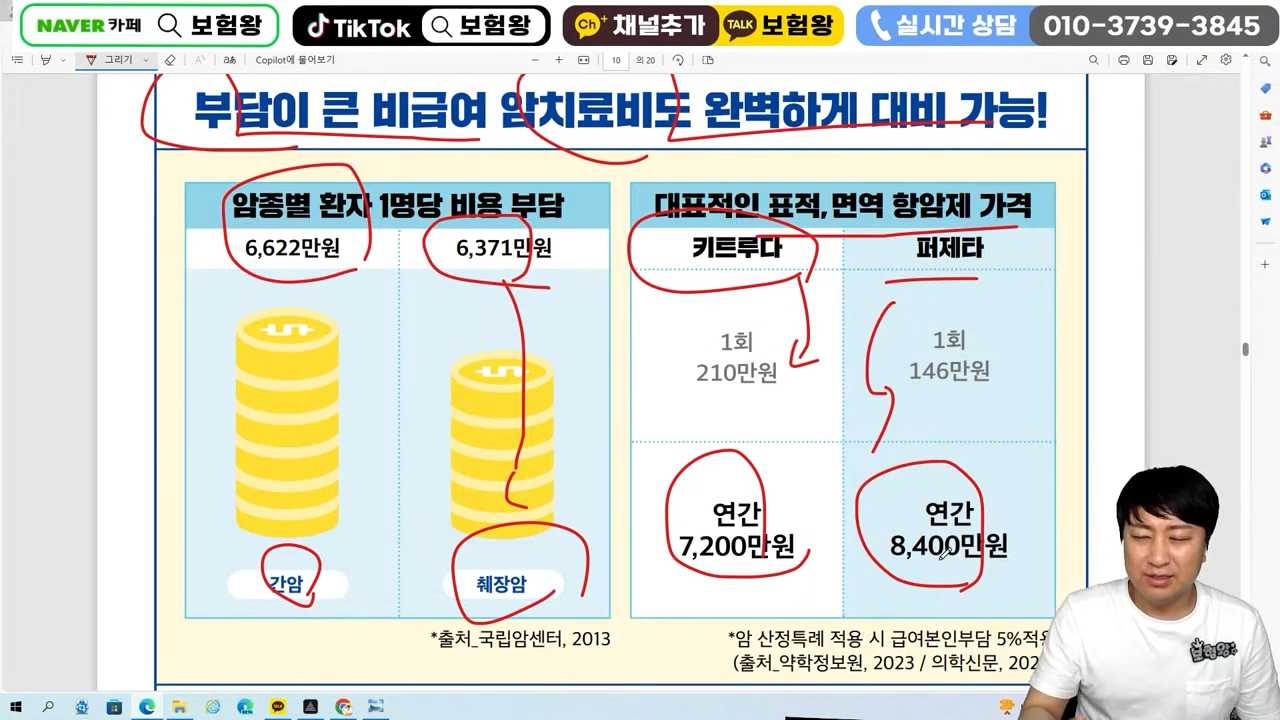 NAVER 카페 보험왕
TikTok 보험왕
Ch+ 채널추가 TALK 보험왕
실시간 상담 010-3739-3845
그리기 aあ Copilot에 물어보기 10 의 20
부담이 큰 비급여 암치료비도 완벽하게 대비 가능!
암종별 환자 1명당 비용 부담
6,622만원 6,371만원
간암 췌장암
*출처_국립암센터, 2013
대표적인 표적, 면역 항암제 가격
키트루다 퍼제타
1회 1회
210만원 146만원
연간 연간
7,200만원 8,400만원
*암 산정특례 적용 시 급여본인부담 5%적용
(출처_약학정보원, 2023 / 의학신문, 202
보험왕